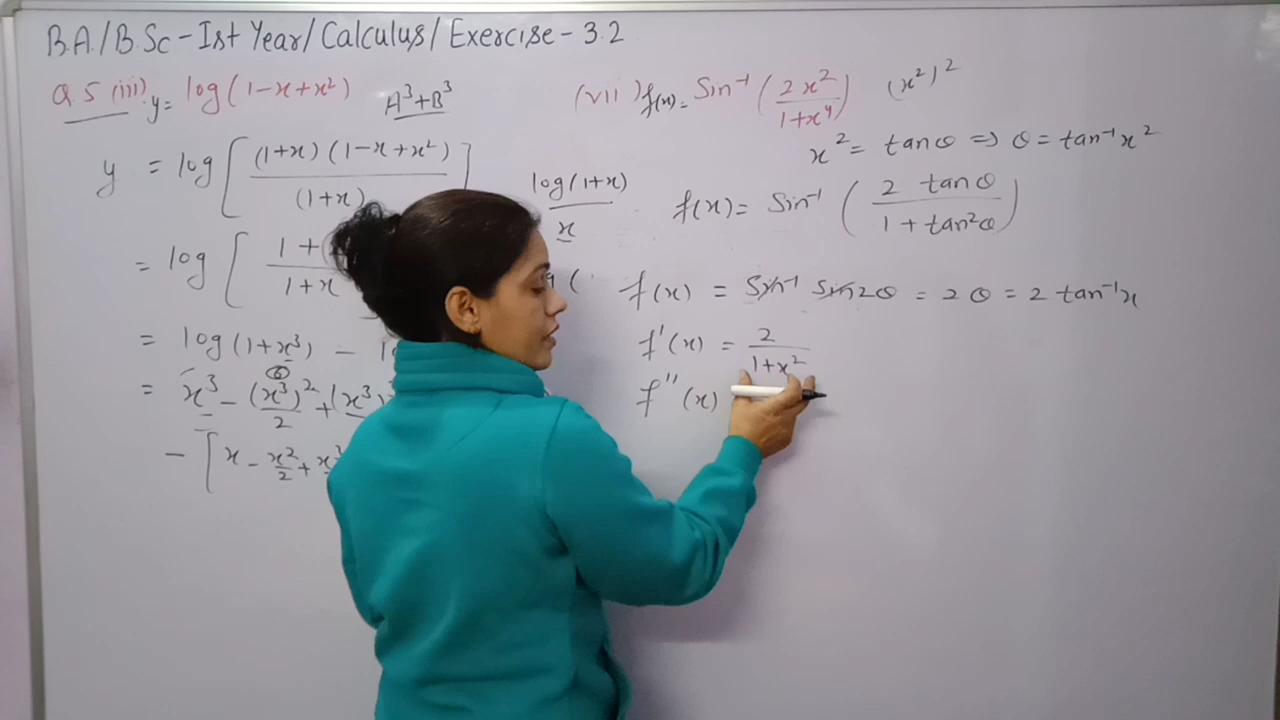 B.A./B.Sc - Ist Year/Calculus/Exercise - 3.2
Q.5 (iii) y = log(1-x+x²)
A³+B³
y = log[(1+x)(1-x+x²)/(1+x)]
log(1+x)
x
= log[1+
1+x
= log(1+x³) -
= x³ - (x³)²/2 + (x³)
⑥
- [x - x²/2 + x³
(vii) f(x) = Sin⁻¹(2x²/1+x⁴) (x²)²
x² = tanθ ⇒ θ = tan⁻¹x²
f(x) = Sin⁻¹(2 tanθ/1+tan²θ)
f(x) = Sin⁻¹ Sin2θ = 2θ = 2 tan⁻¹x
f'(x) = 2/1+x²
f''(x)